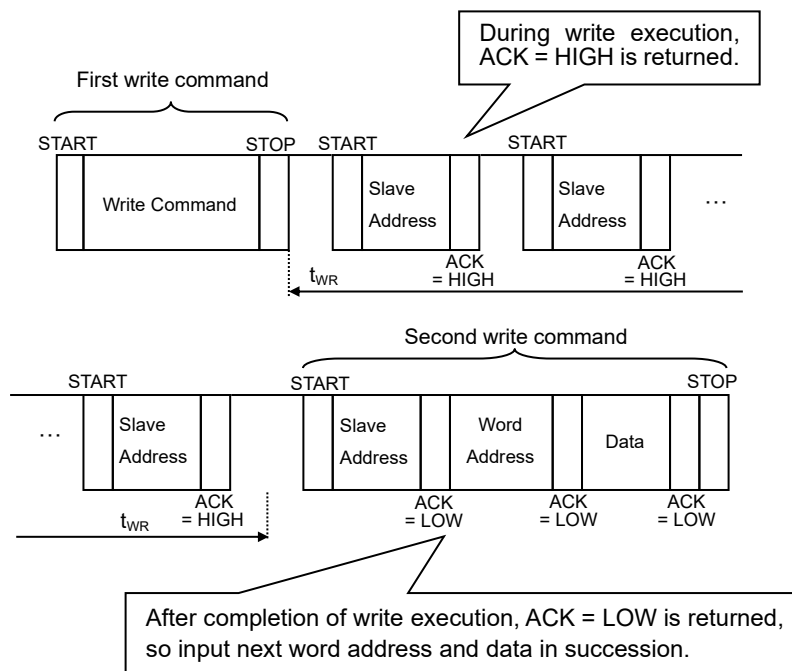 During write execution,
ACK = HIGH is returned.
First write command
START STOP START START
Write Command
Slave
Address
Slave
Address
…
tWR
ACK
= HIGH
ACK
= HIGH
Second write command
START START STOP
…
Slave
Address
Slave
Address
Word
Address
Data
tWR
ACK
= HIGH
ACK
= LOW
ACK
= LOW
ACK
= LOW
After completion of write execution, ACK = LOW is returned,
so input next word address and data in succession.